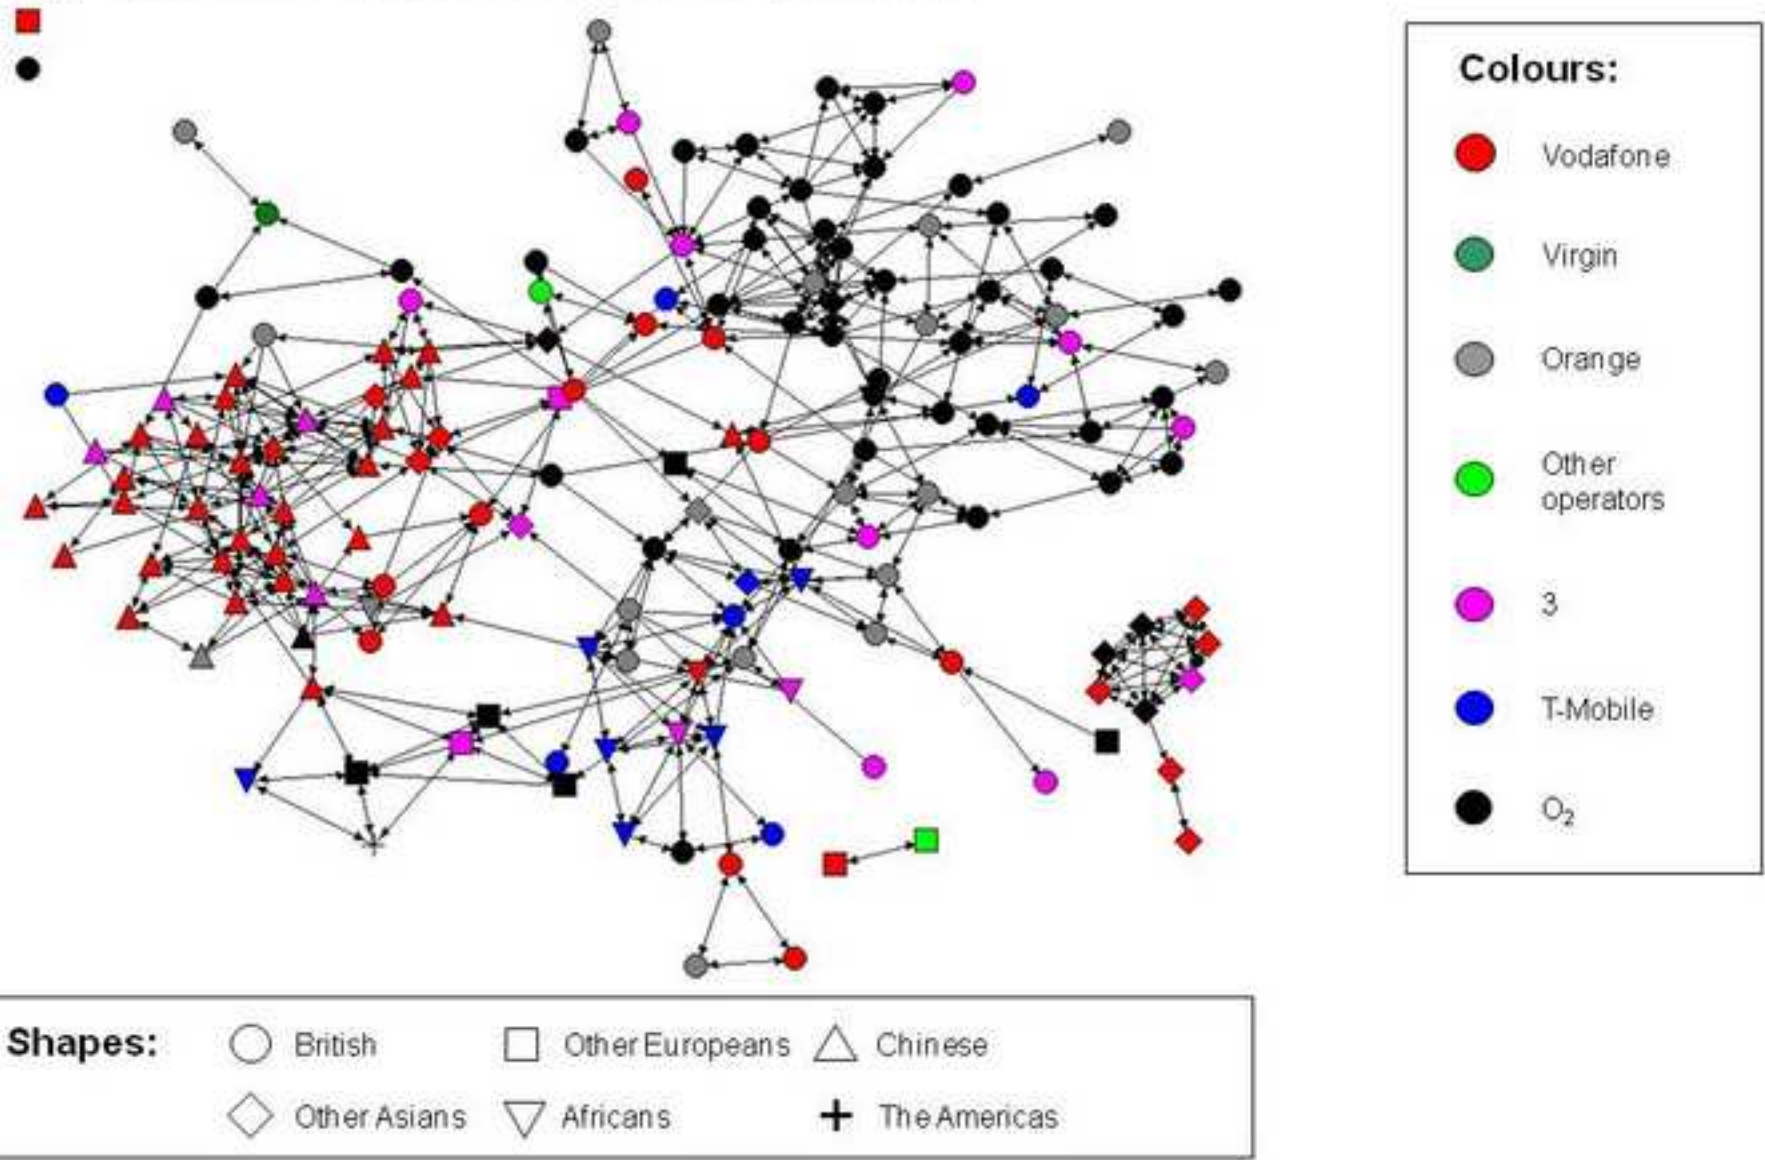 Colours:
Vodafone
Virgin
Orange
Other
operators
3
T-Mobile
O₂
Shapes:
British
Other Europeans
Chinese
Other Asians
Africans
The Americas